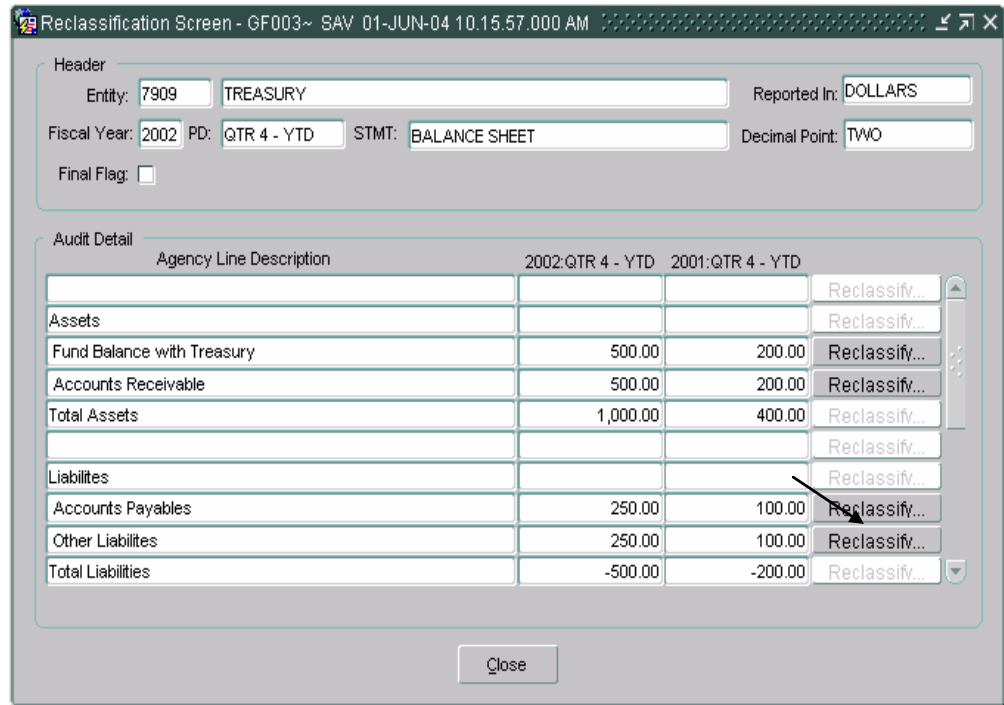 Reclassification Screen - GF003~ SAV 01-JUN-04 10.15.57.000 AM
Header
Entity: 7909 TREASURY Reported In: DOLLARS
Fiscal Year: 2002 PD: QTR 4 - YTD STMT: BALANCE SHEET Decimal Point: TWO
Final Flag:
Audit Detail
Agency Line Description 2002:QTR 4 - YTD 2001:QTR 4 - YTD
Reclassify...
Assets Reclassify...
Fund Balance with Treasury 500.00 200.00 Reclassify...
Accounts Receivable 500.00 200.00 Reclassify...
Total Assets 1,000.00 400.00 Reclassify...
Reclassify...
Liabilites Reclassify...
Accounts Payables 250.00 100.00 Reclassify...
Other Liabilites 250.00 100.00 Reclassify...
Total Liabilities -500.00 -200.00 Reclassify...
Close